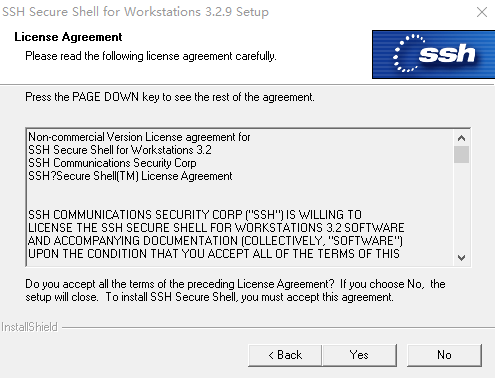 SSH Secure Shell for Workstations 3.2.9 Setup
License Agreement
Please read the following license agreement carefully.
ssh
Press the PAGE DOWN key to see the rest of the agreement.
Non-commercial Version License agreement for
SSH Secure Shell for Workstations 3.2
SSH Communications Security Corp
SSH?Secure Shell(TM) License Agreement
SSH COMMUNICATIONS SECURITY CORP ("SSH") IS WILLING TO
LICENSE THE SSH SECURE SHELL FOR WORKSTATIONS 3.2 SOFTWARE
AND ACCOMPANYING DOCUMENTATION (COLLECTIVELY, "SOFTWARE")
UPON THE CONDITION THAT YOU ACCEPT ALL OF THE TERMS OF THIS
Do you accept all the terms of the preceding License Agreement? If you choose No, the
setup will close. To install SSH Secure Shell, you must accept this agreement.
InstallShield
< Back Yes No